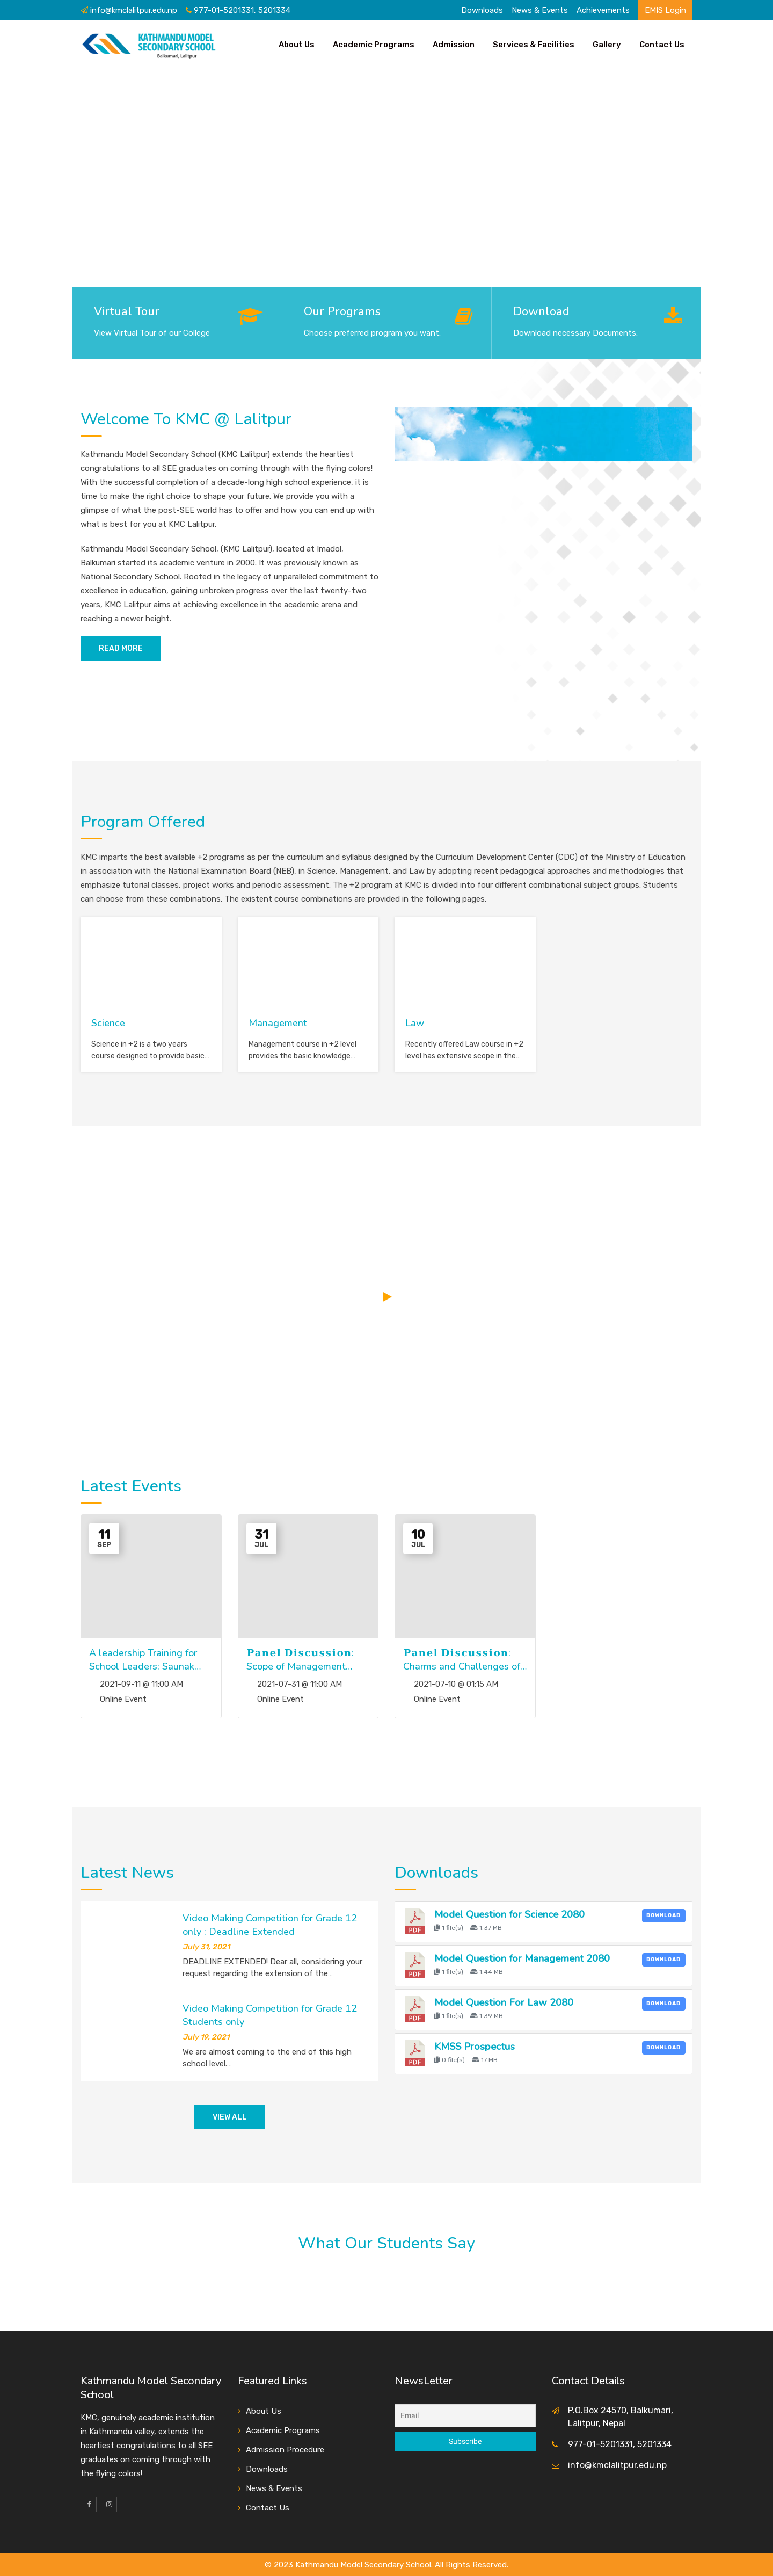 info@kmclalitpur.edu.np 977-01-5201331, 5201334 Downloads News & Events Achievements EMIS Login
KATHMANDU MODEL
SECONDARY SCHOOL
Balkumari, Lalitpur
About Us Academic Programs Admission Services & Facilities Gallery Contact Us
Virtual Tour
View Virtual Tour of our College
Our Programs
Choose preferred program you want.
Download
Download necessary Documents.
Welcome To KMC @ Lalitpur
Kathmandu Model Secondary School (KMC Lalitpur) extends the heartiest
congratulations to all SEE graduates on coming through with the flying colors!
With the successful completion of a decade-long high school experience, it is
time to make the right choice to shape your future. We provide you with a
glimpse of what the post-SEE world has to offer and how you can end up with
what is best for you at KMC Lalitpur.
Kathmandu Model Secondary School, (KMC Lalitpur), located at Imadol,
Balkumari started its academic venture in 2000. It was previously known as
National Secondary School. Rooted in the legacy of unparalleled commitment to
excellence in education, gaining unbroken progress over the last twenty-two
years, KMC Lalitpur aims at achieving excellence in the academic arena and
reaching a newer height.
READ MORE
Program Offered
KMC imparts the best available +2 programs as per the curriculum and syllabus designed by the Curriculum Development Center (CDC) of the Ministry of Education
in association with the National Examination Board (NEB), in Science, Management, and Law by adopting recent pedagogical approaches and methodologies that
emphasize tutorial classes, project works and periodic assessment. The +2 program at KMC is divided into four different combinational subject groups. Students
can choose from these combinations. The existent course combinations are provided in the following pages.
Science
Science in +2 is a two years
course designed to provide basic...
Management
Management course in +2 level
provides the basic knowledge...
Law
Recently offered Law course in +2
level has extensive scope in the...
Latest Events
11
SEP
A leadership Training for
School Leaders: Saunak...
2021-09-11 @ 11:00 AM
Online Event
31
JUL
𝐏𝐚𝐧𝐞𝐥 𝐃𝐢𝐬𝐜𝐮𝐬𝐬𝐢𝐨𝐧:
Scope of Management...
2021-07-31 @ 11:00 AM
Online Event
10
JUL
𝐏𝐚𝐧𝐞𝐥 𝐃𝐢𝐬𝐜𝐮𝐬𝐬𝐢𝐨𝐧:
Charms and Challenges of...
2021-07-10 @ 01:15 AM
Online Event
Latest News
Video Making Competition for Grade 12
only : Deadline Extended
July 31, 2021
DEADLINE EXTENDED! Dear all, considering your
request regarding the extension of the...
Video Making Competition for Grade 12
Students only
July 19, 2021
We are almost coming to the end of this high
school level....
VIEW ALL
Downloads
PDF
Model Question for Science 2080
1 file(s) 1.37 MB
DOWNLOAD
PDF
Model Question for Management 2080
1 file(s) 1.44 MB
DOWNLOAD
PDF
Model Question For Law 2080
1 file(s) 1.39 MB
DOWNLOAD
PDF
KMSS Prospectus
0 file(s) 17 MB
DOWNLOAD
What Our Students Say
Kathmandu Model Secondary
School
KMC, genuinely academic institution
in Kathmandu valley, extends the
heartiest congratulations to all SEE
graduates on coming through with
the flying colors!
Featured Links
About Us
Academic Programs
Admission Procedure
Downloads
News & Events
Contact Us
NewsLetter
Email
Subscribe
Contact Details
P.O.Box 24570, Balkumari,
Lalitpur, Nepal
977-01-5201331, 5201334
info@kmclalitpur.edu.np
© 2023 Kathmandu Model Secondary School. All Rights Reserved.